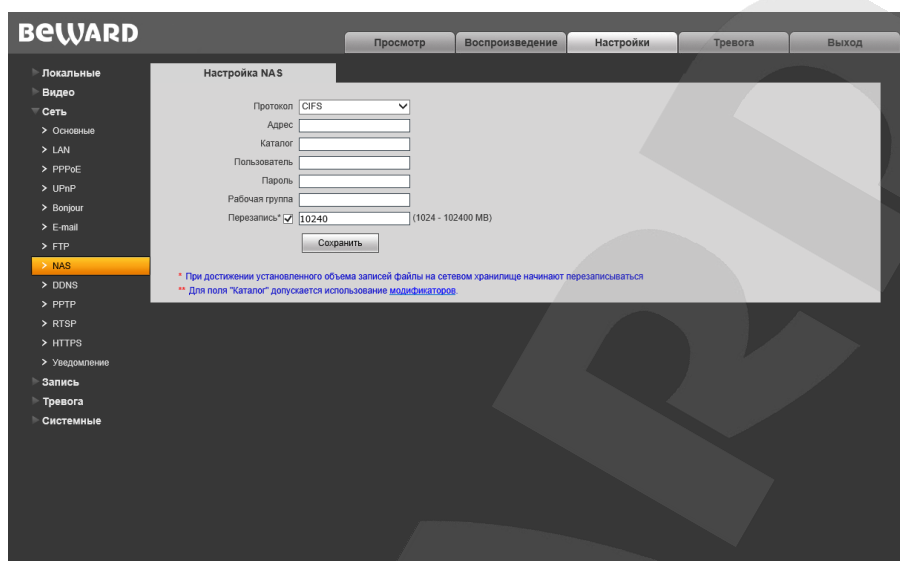 BEWARD
Просмотр Воспроизведение Настройки Тревога Выход
Локальные
Видео
Сеть
> Основные
> LAN
> PPPoE
> UPnP
> Bonjour
> E-mail
> FTP
> NAS
> DDNS
> PPTP
> RTSP
> HTTPS
> Уведомление
Запись
Тревога
Системные
Настройка NAS
Протокол CIFS
Адрес
Каталог
Пользователь
Пароль
Рабочая группа
Перезапись* 10240 (1024 - 102400 MB)
Сохранить
* При достижении установленного объема записей файлы на сетевом хранилище начинают перезаписываться
** Для поля "Каталог" допускается использование модификаторов.